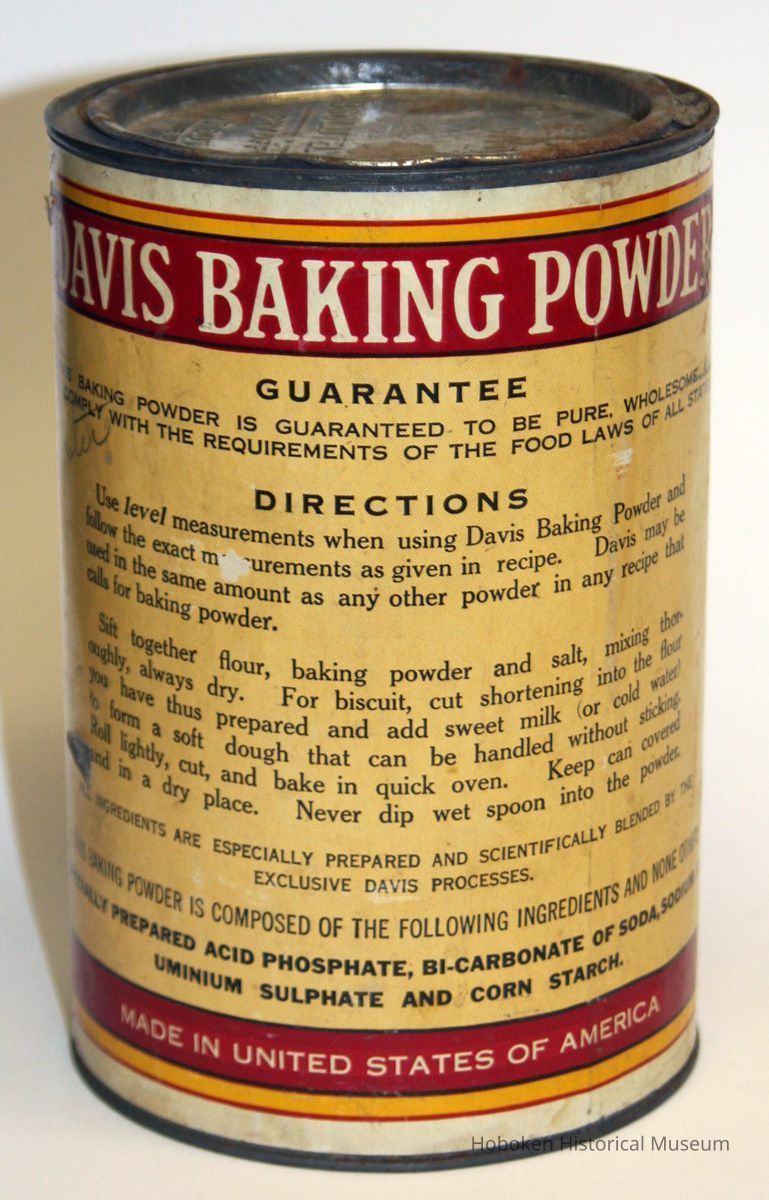 DAVIS BAKING POWDER
GUARANTEE
BAKING POWDER IS GUARANTEED TO BE PURE, WHOLESOME
COMPLY WITH THE REQUIREMENTS OF THE FOOD LAWS OF ALL
DIRECTIONS
Use level measurements when using Davis Baking Powder and
follow the exact as given in recipe. Davis may be
used in the same amount as any other powder in any recipe that
calls for baking powder.
Sift together flour, baking powder and salt, mixing thor-
oughly, always dry. For biscuit, cut shortening into the flour
you have thus prepared and add sweet milk (or cold water)
to form a soft dough that can be handled without sticking.
Roll lightly, cut, and bake in quick oven. Keep can covered
and in a dry place. Never dip wet spoon into the powder.
INGREDIENTS ARE ESPECIALLY PREPARED AND SCIENTIFICALLY BLENDED BY THE
EXCLUSIVE DAVIS PROCESSES.
BAKING POWDER IS COMPOSED OF THE FOLLOWING INGREDIENTS AND NONE
PREPARED ACID PHOSPHATE, BI-CARBONATE OF SODA, SODIUM
UMINIUM SULPHATE AND CORN STARCH.
MADE IN UNITED STATES OF AMERICA
Hoboken Historical Museum